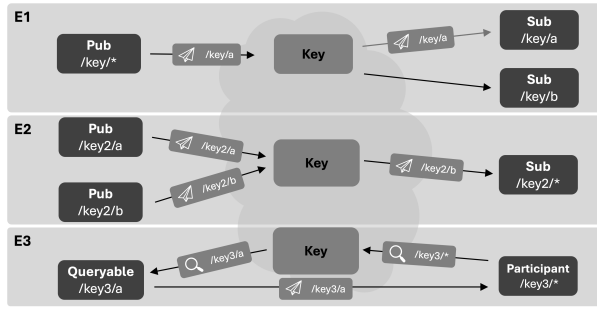 E1
Pub
/key/*
/key/a
Key
/key/a
Sub
/key/a
Sub
/key/b
E2
Pub
/key2/a
/key2/a
Pub
/key2/b
/key2/b
Key
/key2/b
Sub
/key2/*
E3
Queryable
/key3/a
/key3/a
Key
/key3/*
/key3/a
Participant
/key3/*